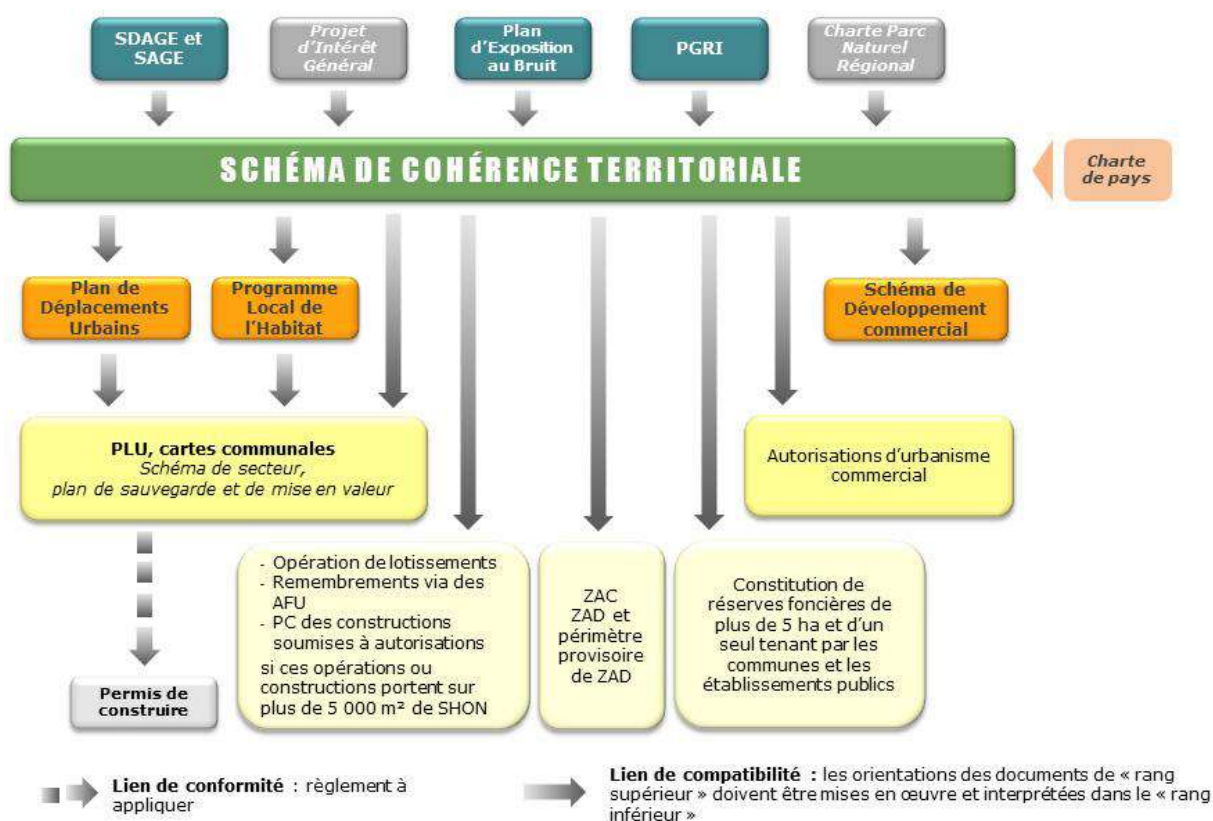 SDAGE et
SAGE
Projet
d'Intérêt
Général
Plan
d'Exposition
au Bruit
PGRI
Charte Parc
Naturel
Régional
SCHÉMA DE COHÉRENCE TERRITORIALE
Charte
de pays
Plan de
Déplacements
Urbains
Programme
Local de
l'Habitat
Schéma de
Développement
commercial
PLU, cartes communales
Schéma de secteur,
plan de sauvegarde et de mise en valeur
Autorisations d'urbanisme
commercial
- Opération de lotissements
- Remembrements via des
AFU
- PC des constructions
soumises à autorisations
si ces opérations ou
constructions portent sur
plus de 5 000 m² de SHON
ZAC
ZAD et
périmètre
provisoire
de ZAD
Constitution de
réserves foncières de
plus de 5 ha et d'un
seul tenant par les
communes et les
établissements publics
Permis de
construire
Lien de conformité : règlement à
appliquer
Lien de compatibilité : les orientations des documents de « rang
supérieur » doivent être mises en œuvre et interprétées dans le « rang
inférieur »